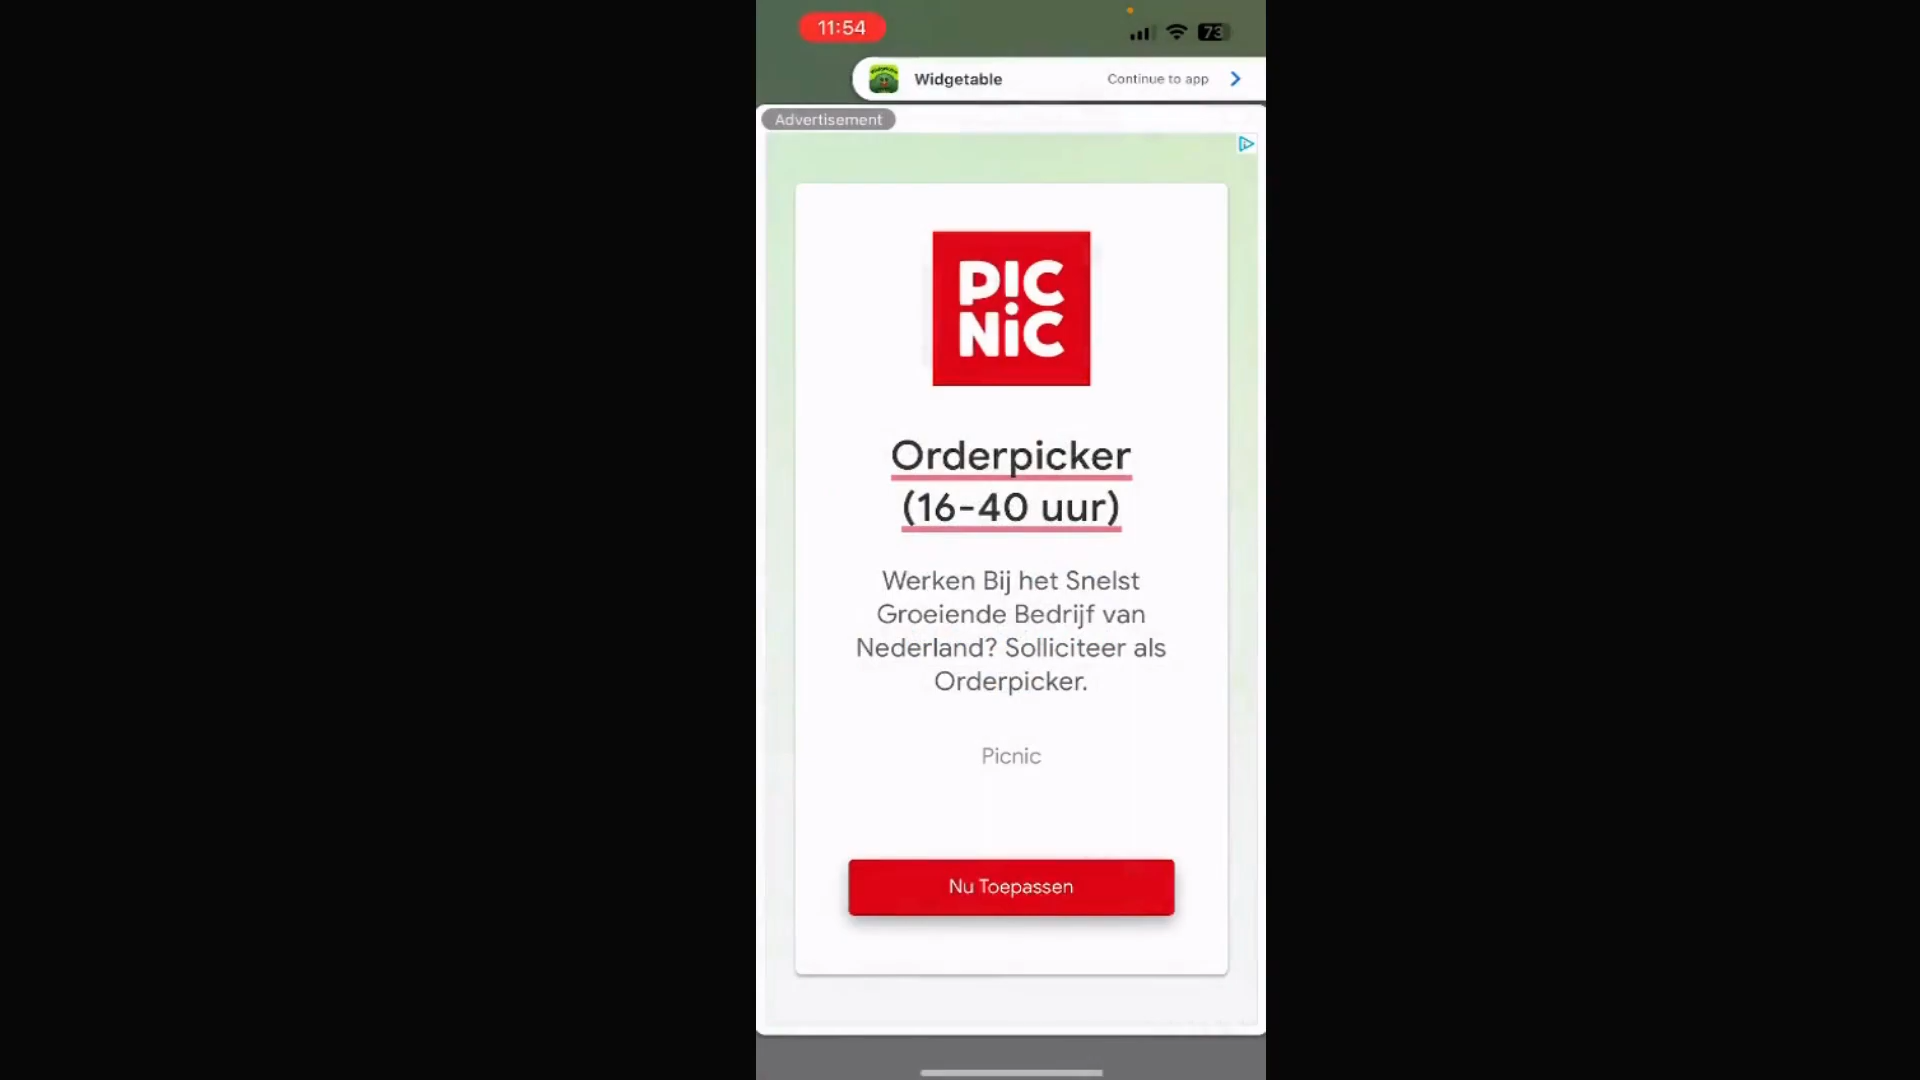 11:54
73
Widgetable
Continue to app
Advertisement
P!C
NiC
Orderpicker
(16-40 uur)
Werken Bij het Snelst
Groeiende Bedrijf van
Nederland? Solliciteer als
Orderpicker.
Picnic
Nu Toepassen